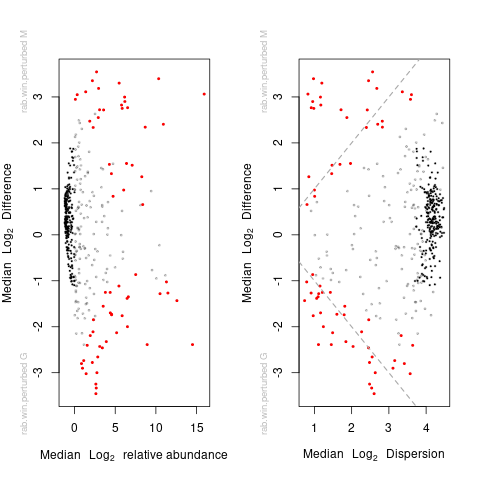 rab.win.perturbed M
rab.win.perturbed G
Median Log2 Difference
3
2
1
0
-1
-2
-3
0 5 10 15
Median Log2 relative abundance
rab.win.perturbed M
rab.win.perturbed G
Median Log2 Difference
3
2
1
0
-1
-2
-3
1 2 3 4
Median Log2 Dispersion